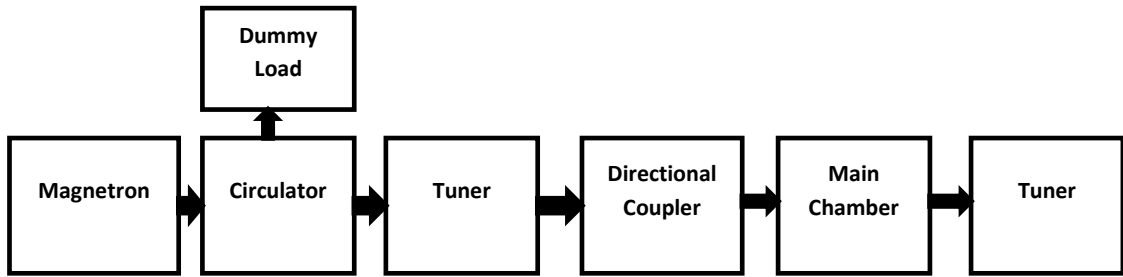 Dummy
Load
Magnetron
Circulator
Tuner
Directional
Coupler
Main
Chamber
Tuner